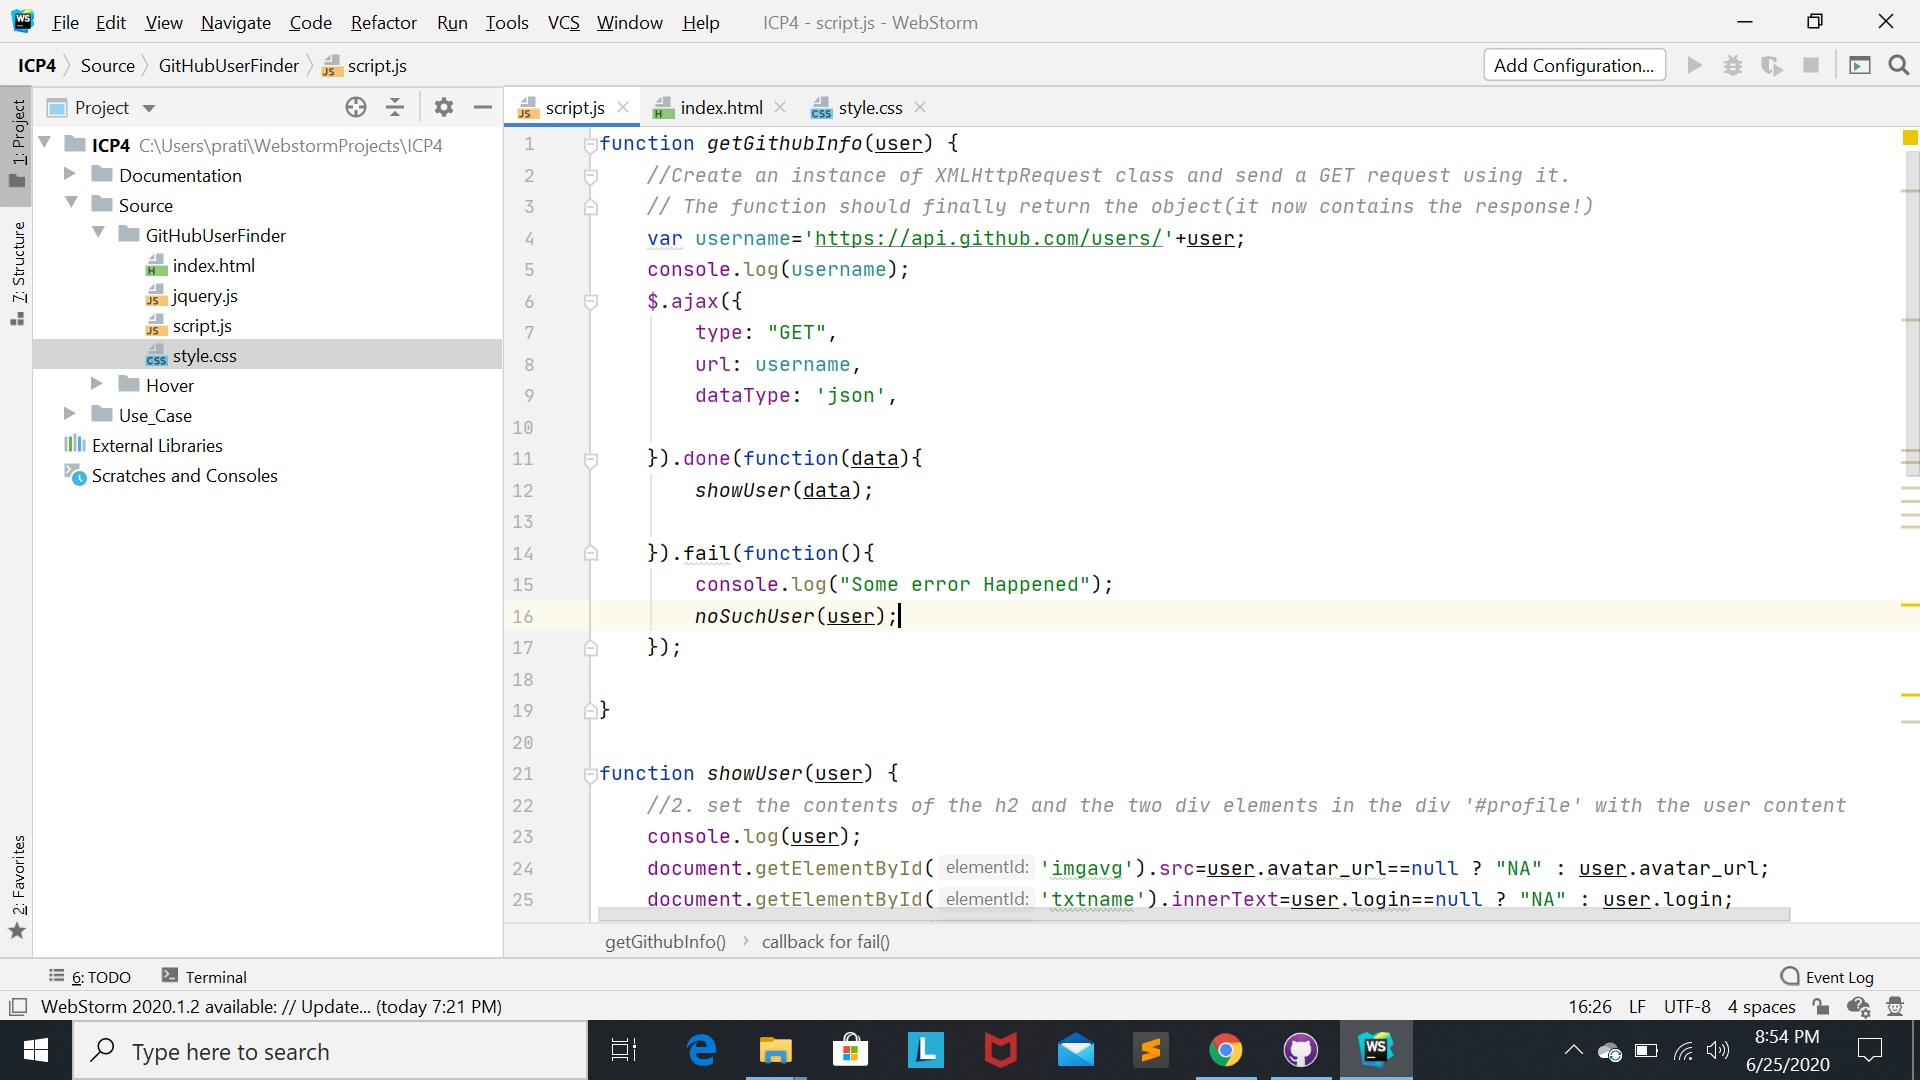 WS File Edit View Navigate Code Refactor Run Tools VCS Window Help ICP4 - script.js - WebStorm
ICP4 Source GitHubUserFinder JS script.js Add Configuration...
Project
JS script.js H index.html CSS style.css
1: Project
7: Structure
2: Favorites
ICP4 C:\Users\prati\WebstormProjects\ICP4
Documentation
Source
GitHubUserFinder
H index.html
JS jquery.js
JS script.js
CSS style.css
Hover
Use_Case
External Libraries
Scratches and Consoles
1 function getGithubInfo(user) {
2 //Create an instance of XMLHttpRequest class and send a GET request using it.
3 // The function should finally return the object(it now contains the response!)
4 var username='https://api.github.com/users/'+user;
5 console.log(username);
6 $.ajax({
7 type: "GET",
8 url: username,
9 dataType: 'json',
10
11 }).done(function(data){
12 showUser(data);
13
14 }).fail(function(){
15 console.log("Some error Happened");
16 noSuchUser(user);
17 });
18
19 }
20
21 function showUser(user) {
22 //2. set the contents of the h2 and the two div elements in the div '#profile' with the user content
23 console.log(user);
24 document.getElementById( elementId: 'imgavg').src=user.avatar_url==null ? "NA" : user.avatar_url;
25 document.getElementById( elementId: 'txtname').innerText=user.login==null ? "NA" : user.login;
getGithubInfo() callback for fail()
6: TODO Terminal Event Log
WebStorm 2020.1.2 available: // Update... (today 7:21 PM) 16:26 LF UTF-8 4 spaces
Type here to search
L
WS
8:54 PM
6/25/2020